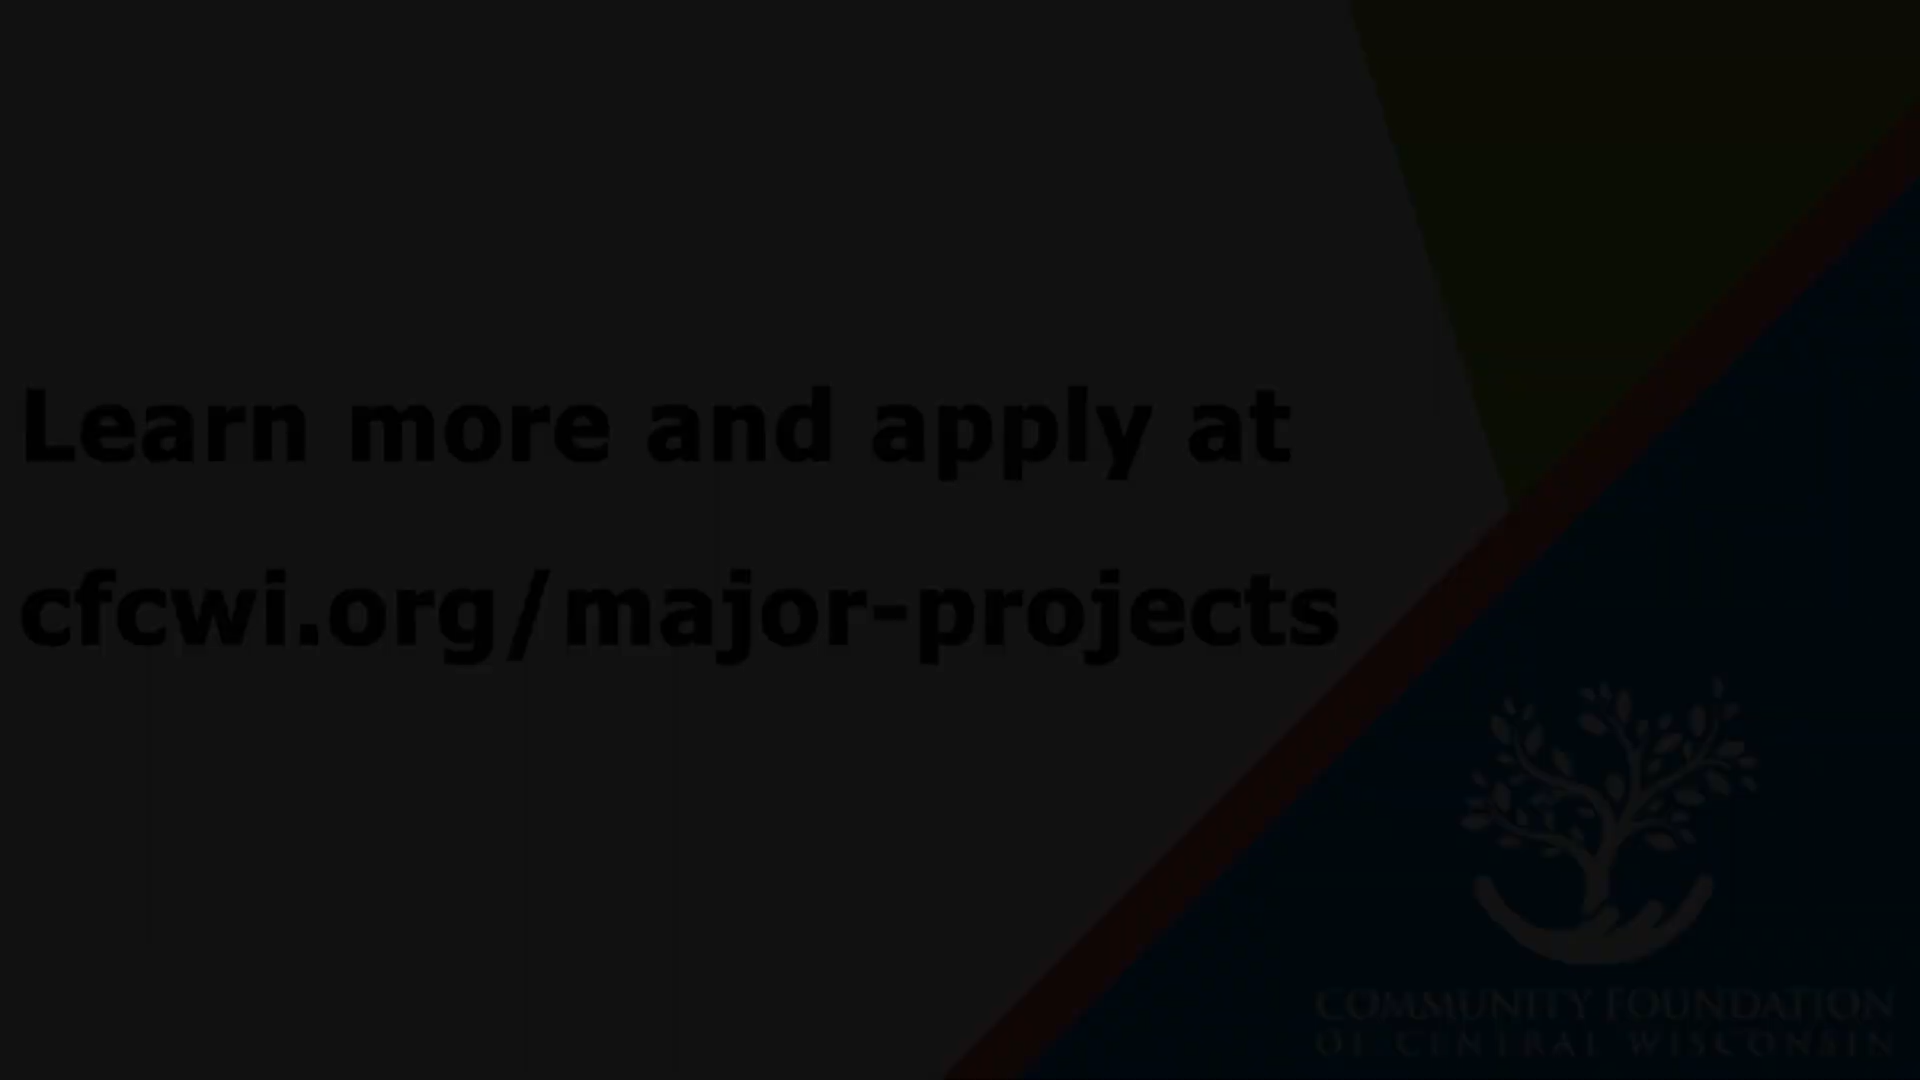 Learn more and apply at
cfcwi.org/major-projects
COMMUNITY FOUNDATION
OF CENTRAL WISCONSIN